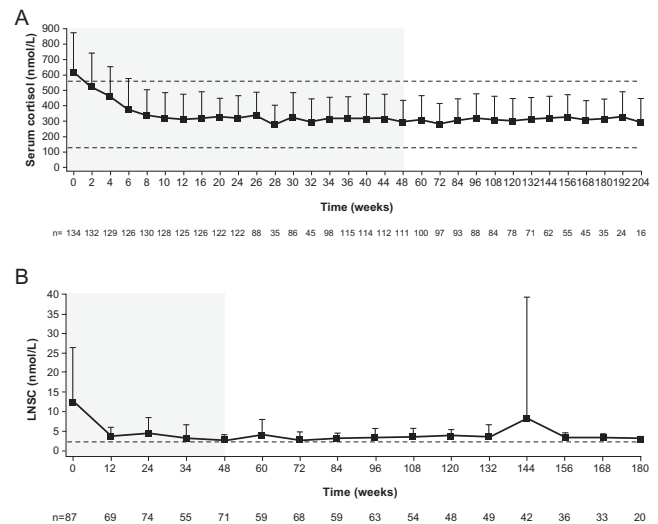 A
900
800
700
600
500
400
300
200
100
0
Serum cortisol (nmol/L)
0 2 4 6 8 10 12 16 20 24 26 28 30 32 34 36 40 44 48 60 72 84 96 108 120 132 144 156 168 180 192 204
Time (weeks)
n= 134 132 129 126 130 128 125 126 122 122 88 35 86 45 98 115 114 112 111 100 97 93 88 84 78 71 62 55 45 35 24 16
B
40
35
30
25
20
15
10
5
0
LNSC (nmol/L)
0 12 24 34 48 60 72 84 96 108 120 132 144 156 168 180
Time (weeks)
n=87 69 74 55 71 59 68 59 63 54 48 49 42 36 33 20